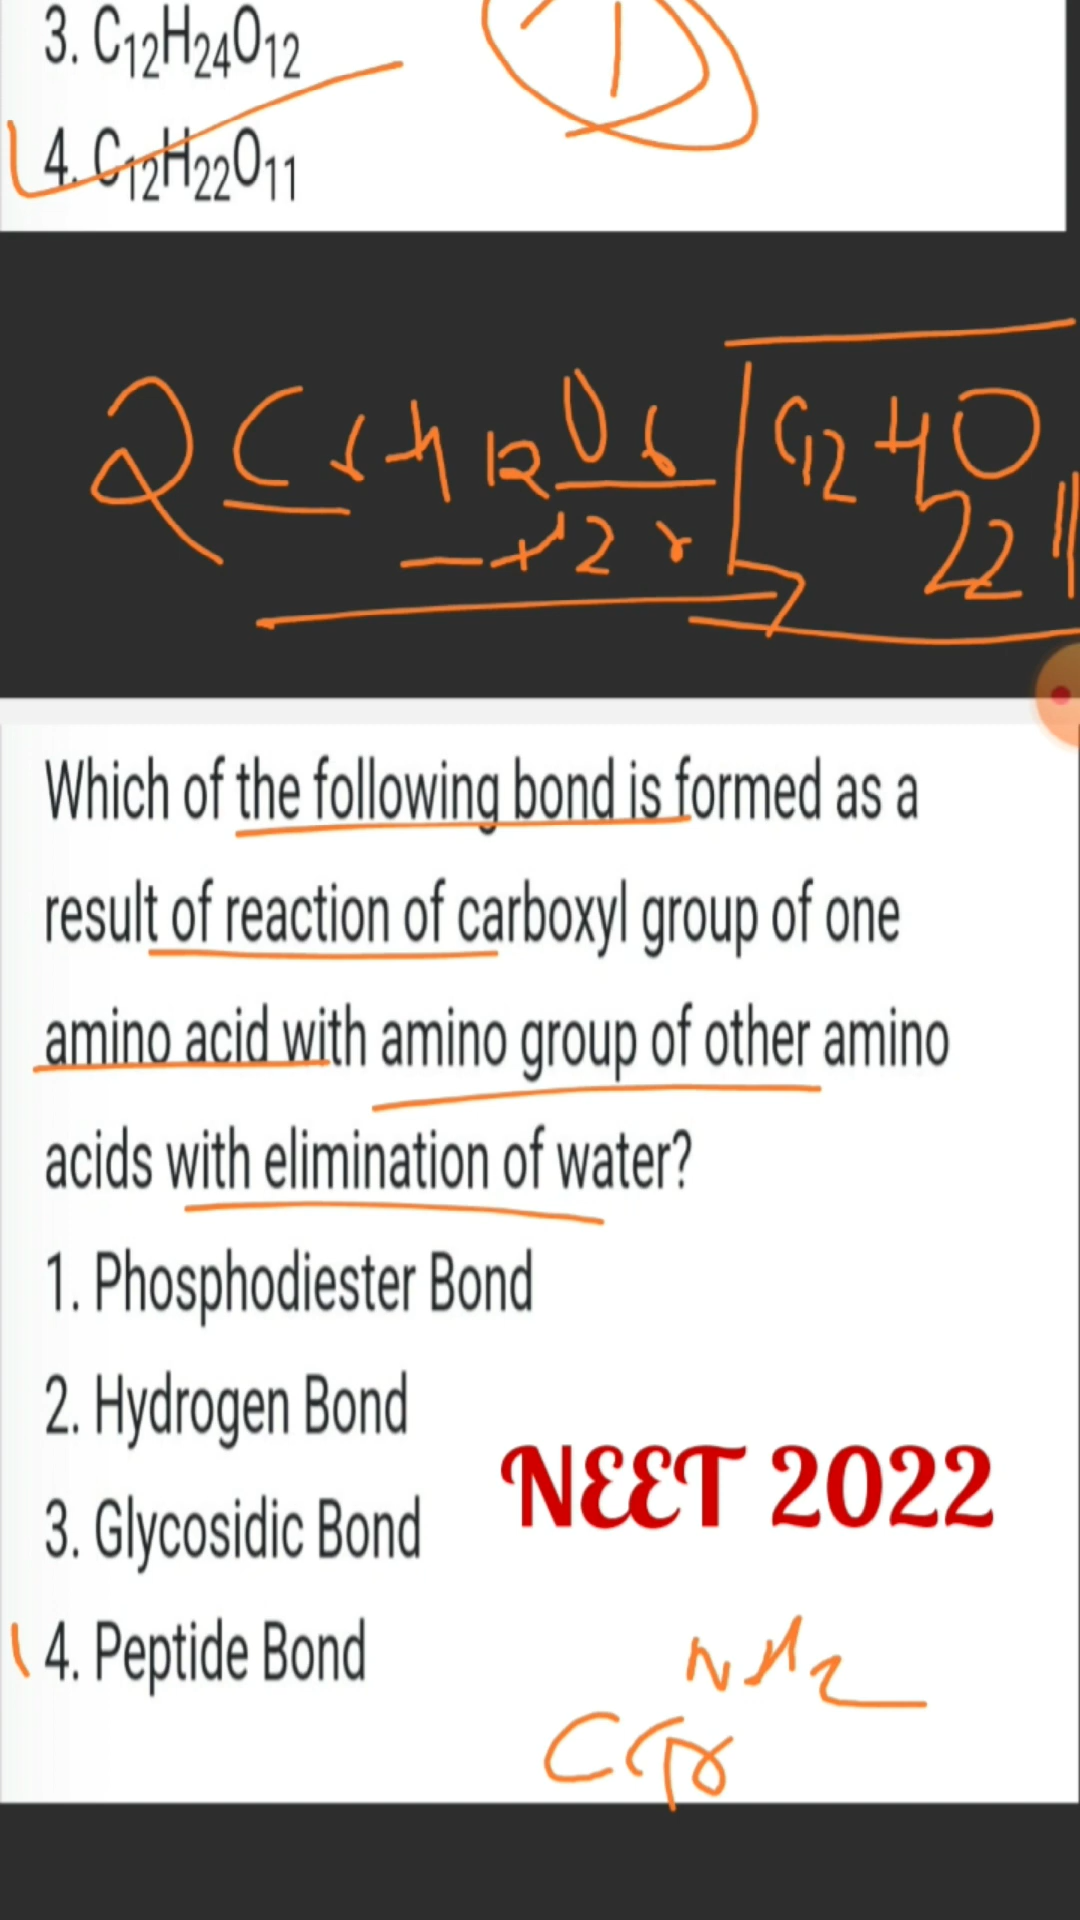 3. C₁₂H₂₄O₁₂
4. C₁₂H₂₂O₁₁
2C₆H₁₂O₆
C₁₂H₂₂O₁₁
Which of the following bond is formed as a
result of reaction of carboxyl group of one
amino acid with amino group of other amino
acids with elimination of water?
1. Phosphodiester Bond
2. Hydrogen Bond
3. Glycosidic Bond
NEET 2022
4. Peptide Bond
NH₂